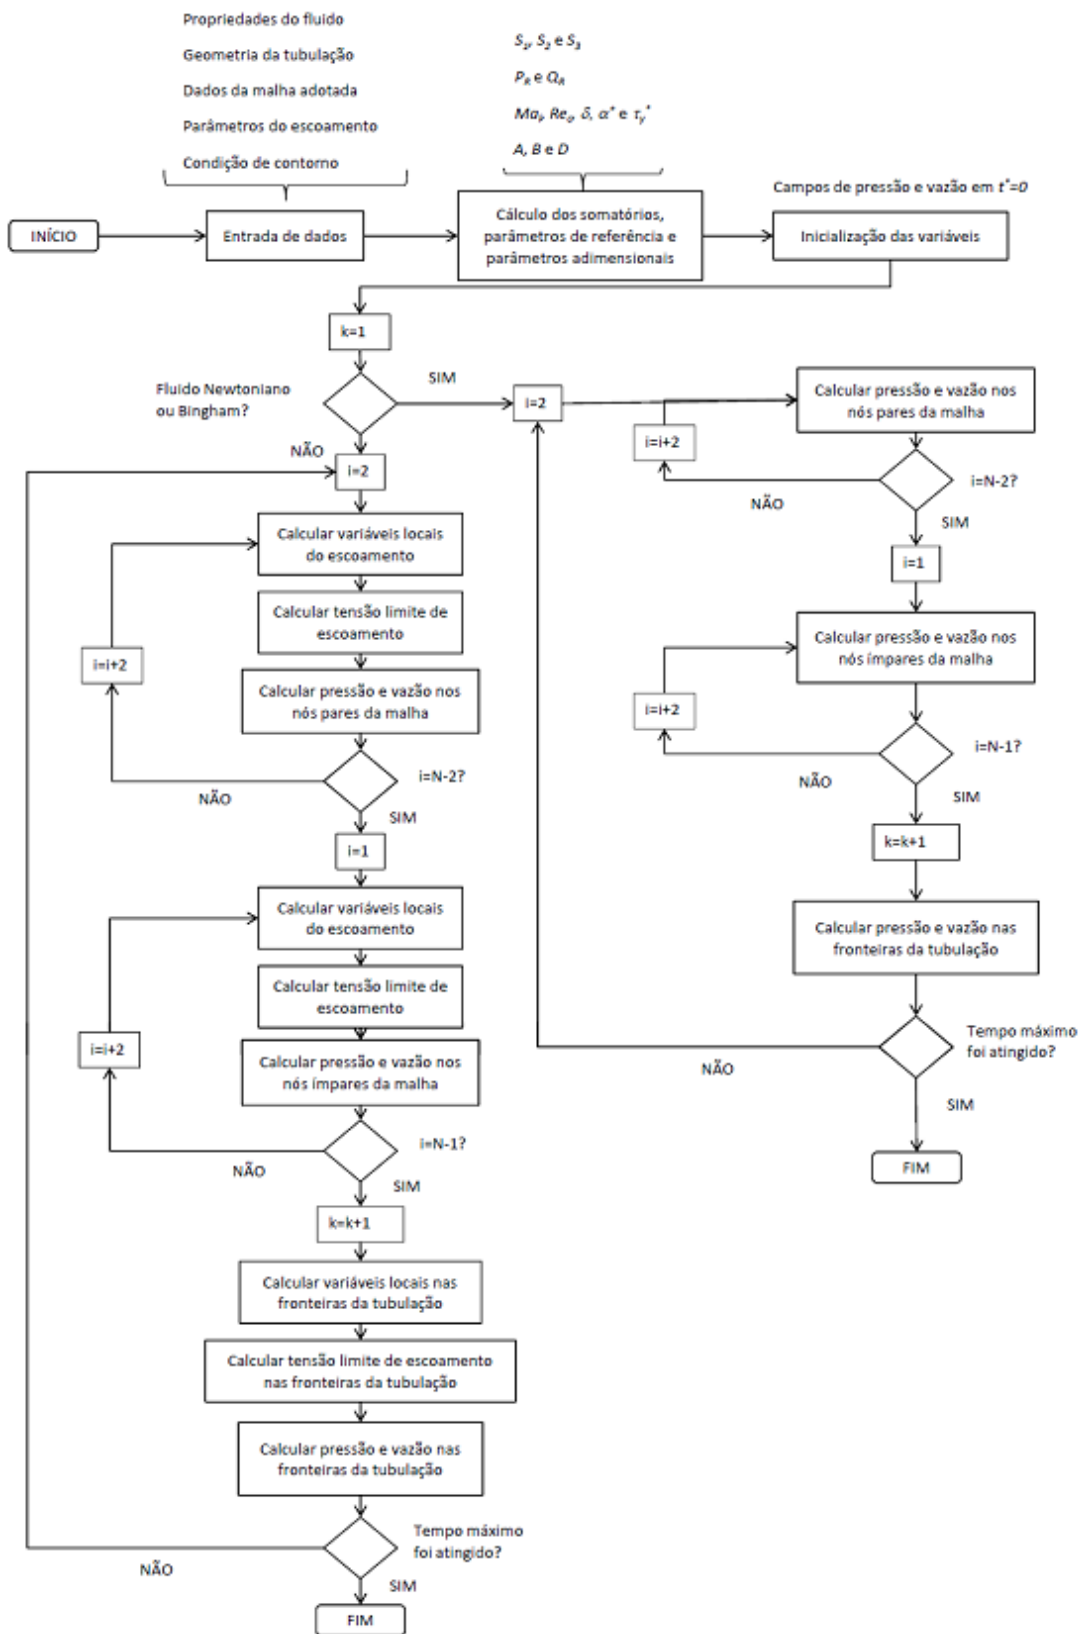 Propriedades do fluido
Geometria da tubulação
Dados da malha adotada
Parâmetros do escoamento
Condição de contorno
S₁, S₂ e S₃
P_R e Q_R
Ma, Re, δ, α* e τ_y*
A, B e D
Campos de pressão e vazão em t*=0
INÍCIO
Entrada de dados
Cálculo dos somatórios,
parâmetros de referência e
parâmetros adimensionais
Inicialização das variáveis
k=1
Fluido Newtoniano
ou Bingham?
SIM
NÃO
i=2
Calcular pressão e vazão nos
nós pares da malha
i=i+2
i=N-2?
NÃO
SIM
i=1
Calcular pressão e vazão nos
nós ímpares da malha
i=i+2
i=N-1?
NÃO
SIM
k=k+1
Calcular pressão e vazão nas
fronteiras da tubulação
Tempo máximo
foi atingido?
NÃO
SIM
FIM
i=2
Calcular variáveis locais
do escoamento
Calcular tensão limite de
escoamento
i=i+2
Calcular pressão e vazão nos
nós pares da malha
i=N-2?
NÃO
SIM
i=1
Calcular variáveis locais
do escoamento
Calcular tensão limite de
escoamento
i=i+2
Calcular pressão e vazão nos
nós ímpares da malha
i=N-1?
NÃO
SIM
k=k+1
Calcular variáveis locais nas
fronteiras da tubulação
Calcular tensão limite de escoamento
nas fronteiras da tubulação
Calcular pressão e vazão nas
fronteiras da tubulação
Tempo máximo
foi atingido?
NÃO
SIM
FIM